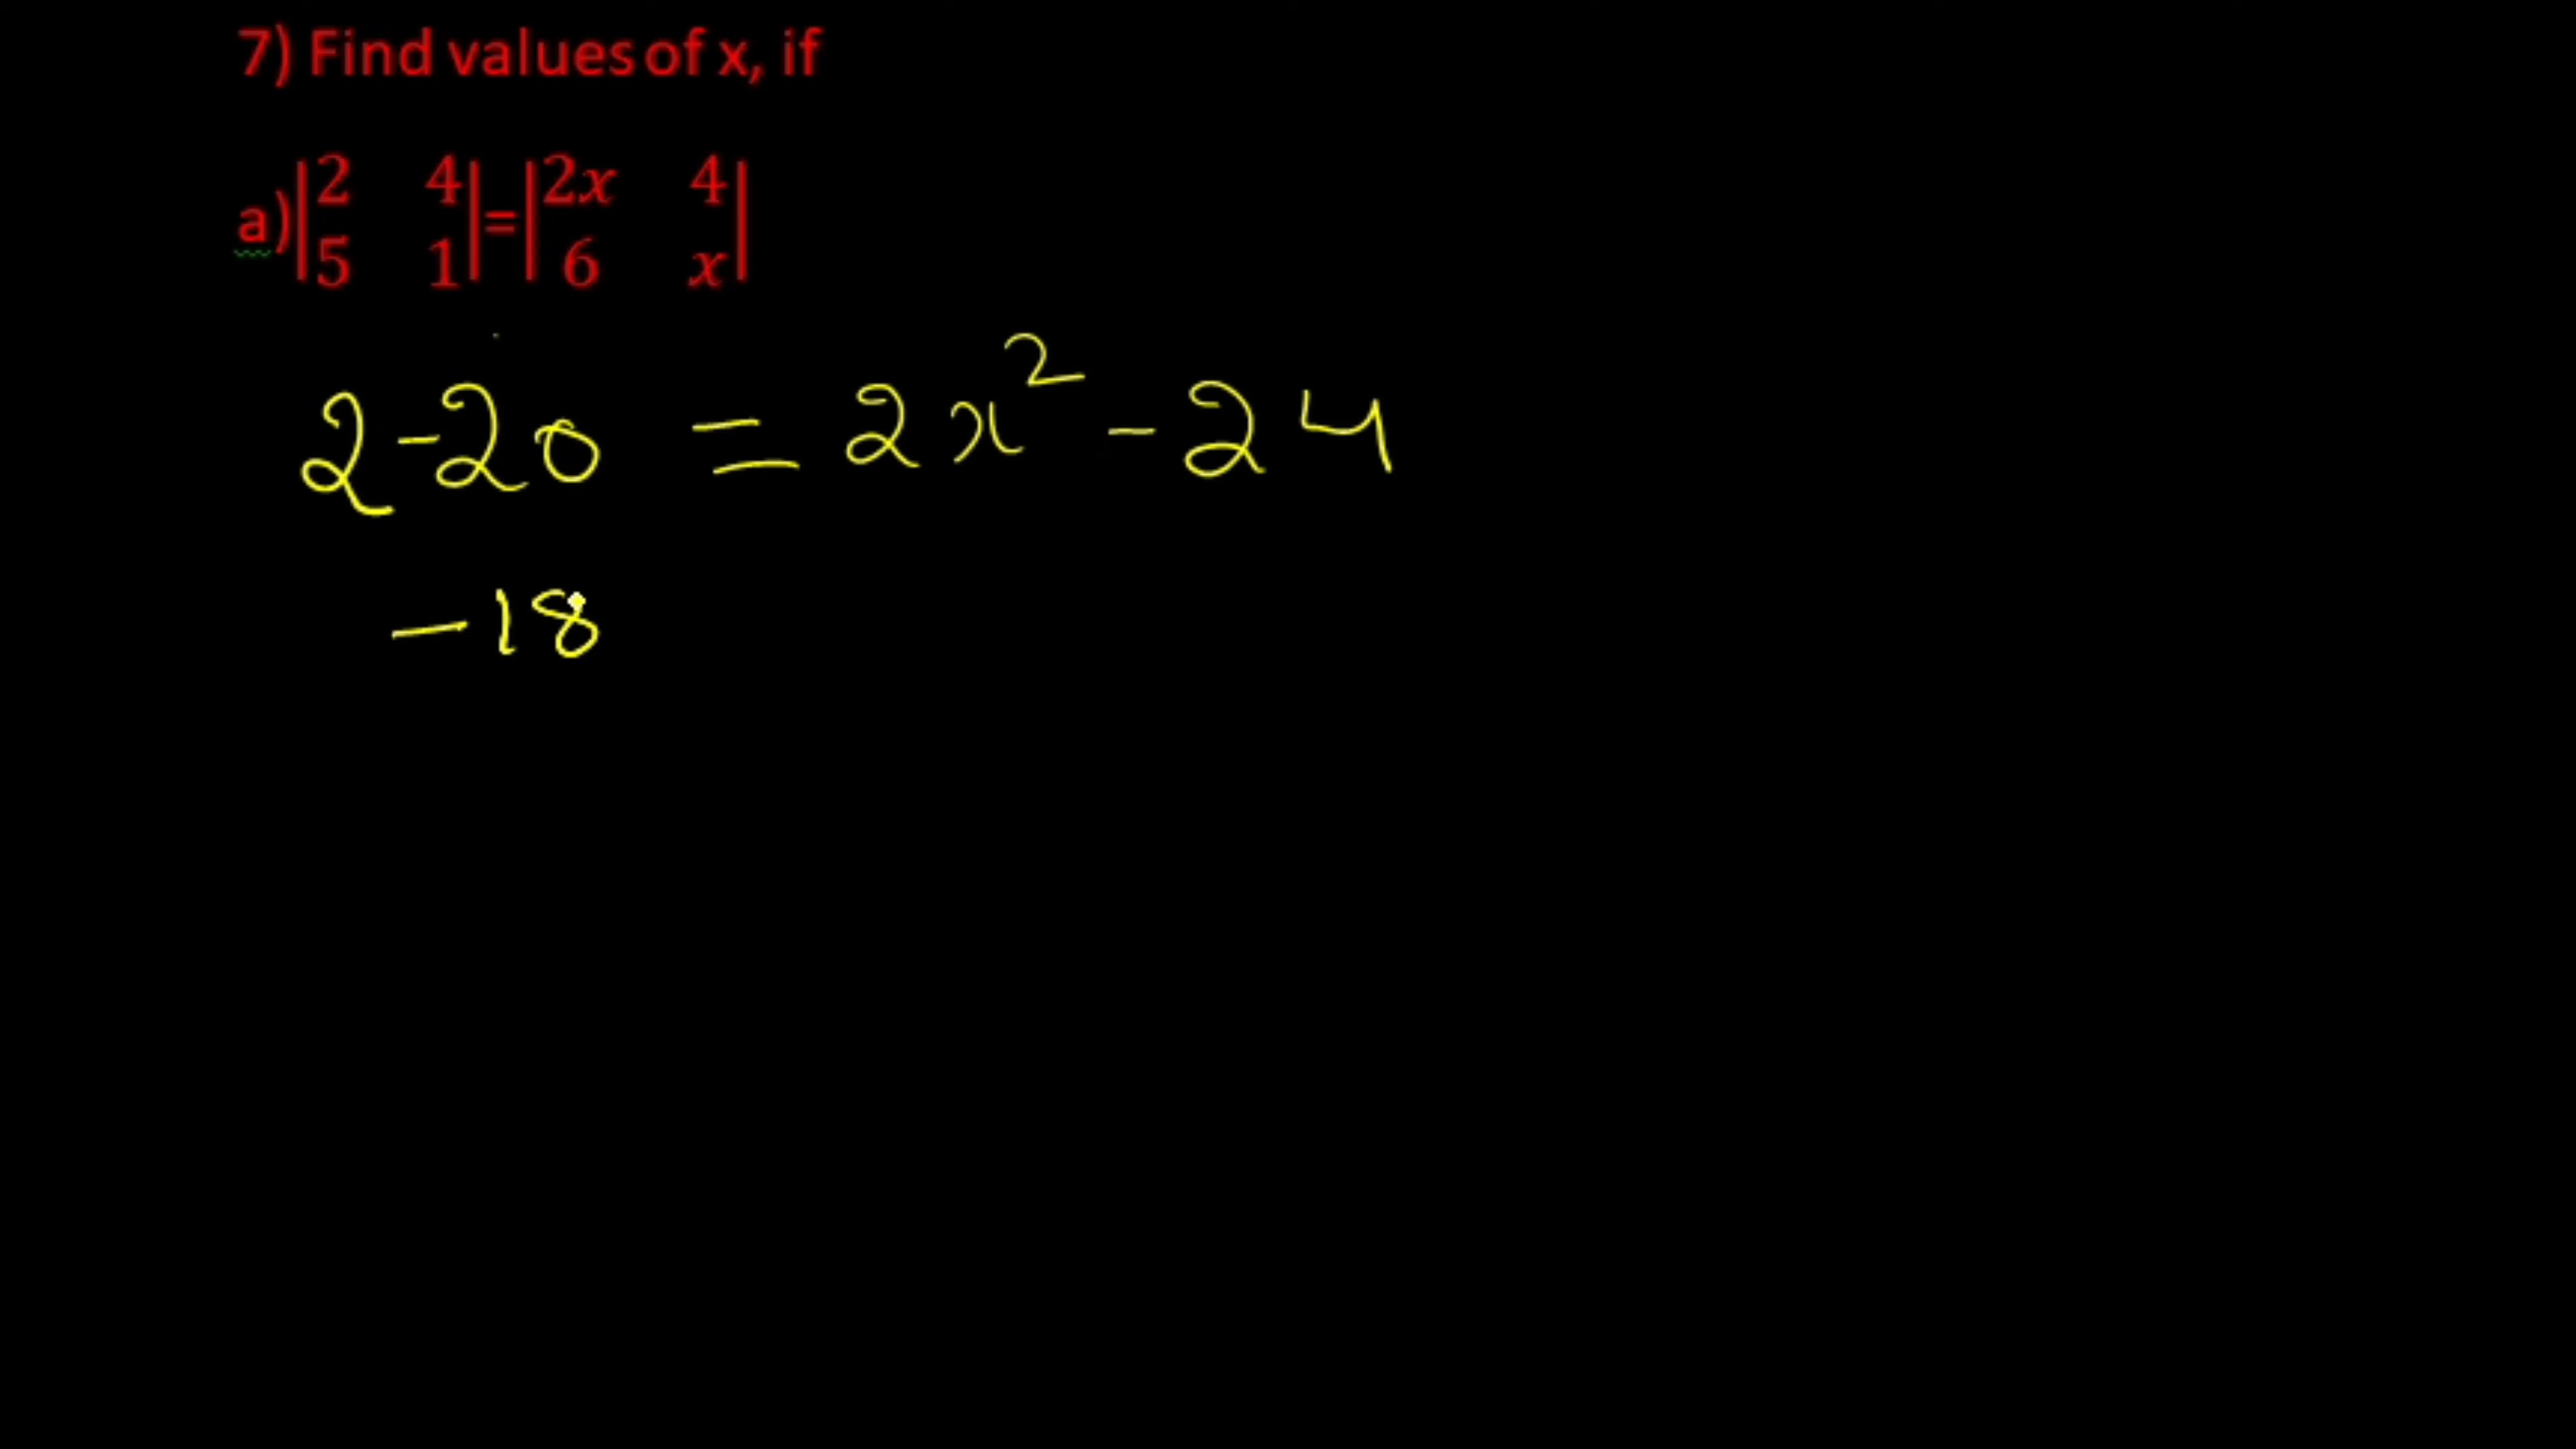 7) Find values of x, if
a)|2 4|=|2x 4|
|5 1| |6 x|
2-20 = 2x² - 24
-18